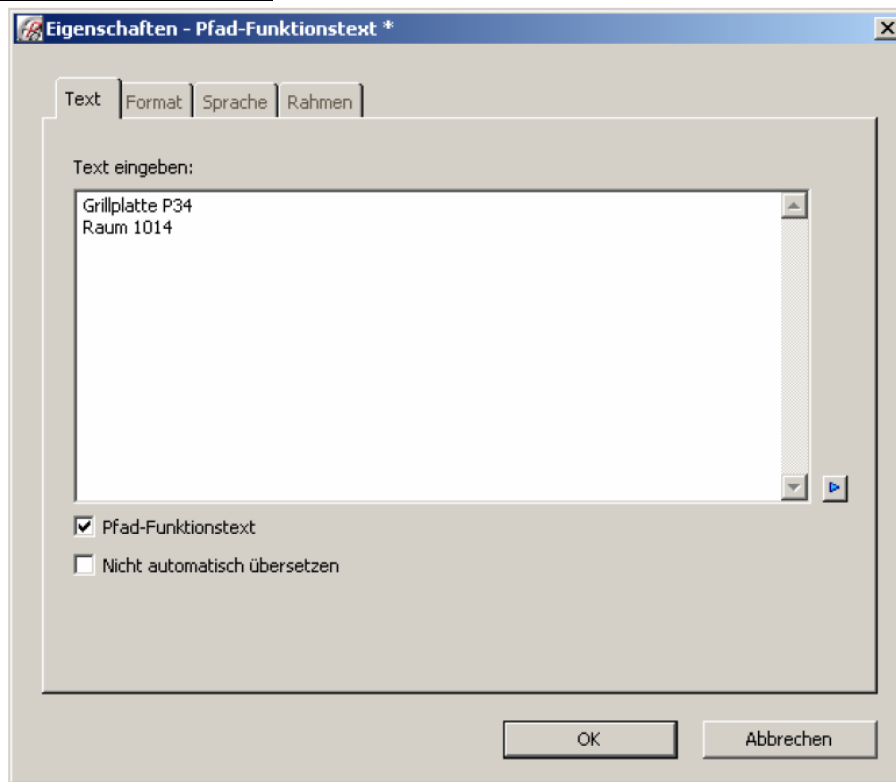 Eigenschaften - Pfad-Funktionstext *
Text Format Sprache Rahmen
Text eingeben:
Grillplatte P34
Raum 1014
Pfad-Funktionstext
Nicht automatisch übersetzen
OK Abbrechen